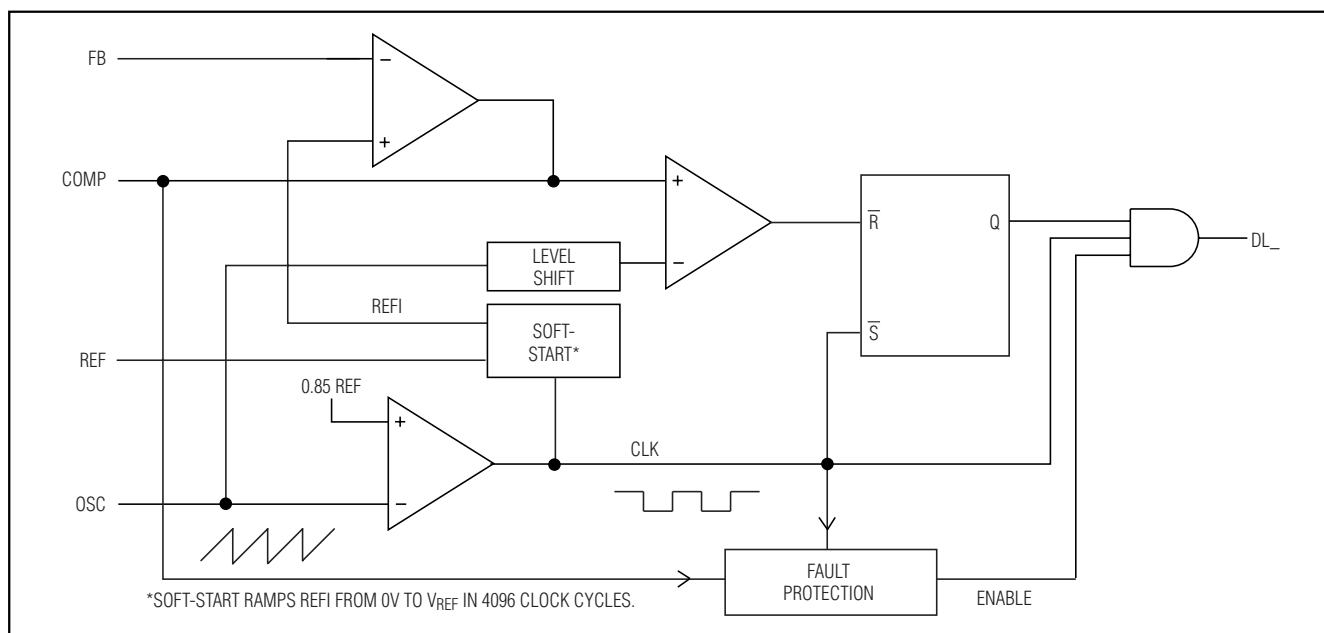 FB
−
+
COMP
+
−
LEVEL
SHIFT
R̅
Q
DL_
REFI
SOFT-
START*
REF
S̅
0.85 REF
+
−
CLK
OSC
FAULT
PROTECTION
ENABLE
*SOFT-START RAMPS REFI FROM 0V TO VREF IN 4096 CLOCK CYCLES.